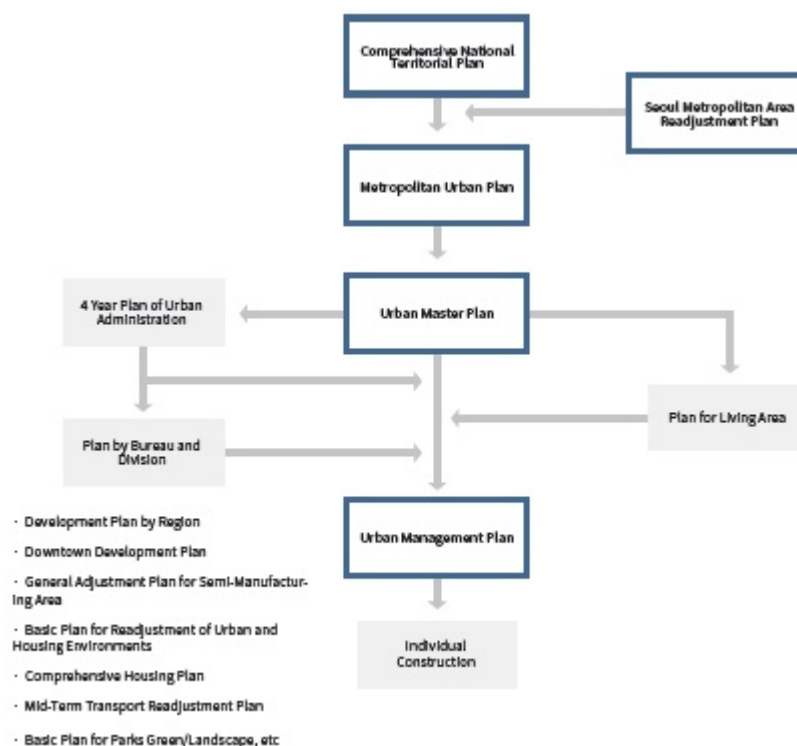 Comprehensive National
Territorial Plan
Seoul Metropolitan Area
Readjustment Plan
Metropolitan Urban Plan
4 Year Plan of Urban
Administration
Urban Master Plan
Plan for Living Area
Plan by Bureau and
Division
Urban Management Plan
Individual
Construction
· Development Plan by Region
· Downtown Development Plan
· General Adjustment Plan for Semi-Manufactur-
ing Area
· Basic Plan for Readjustment of Urban and
Housing Environments
· Comprehensive Housing Plan
· Mid-Term Transport Readjustment Plan
· Basic Plan for Parks Green/Landscape, etc